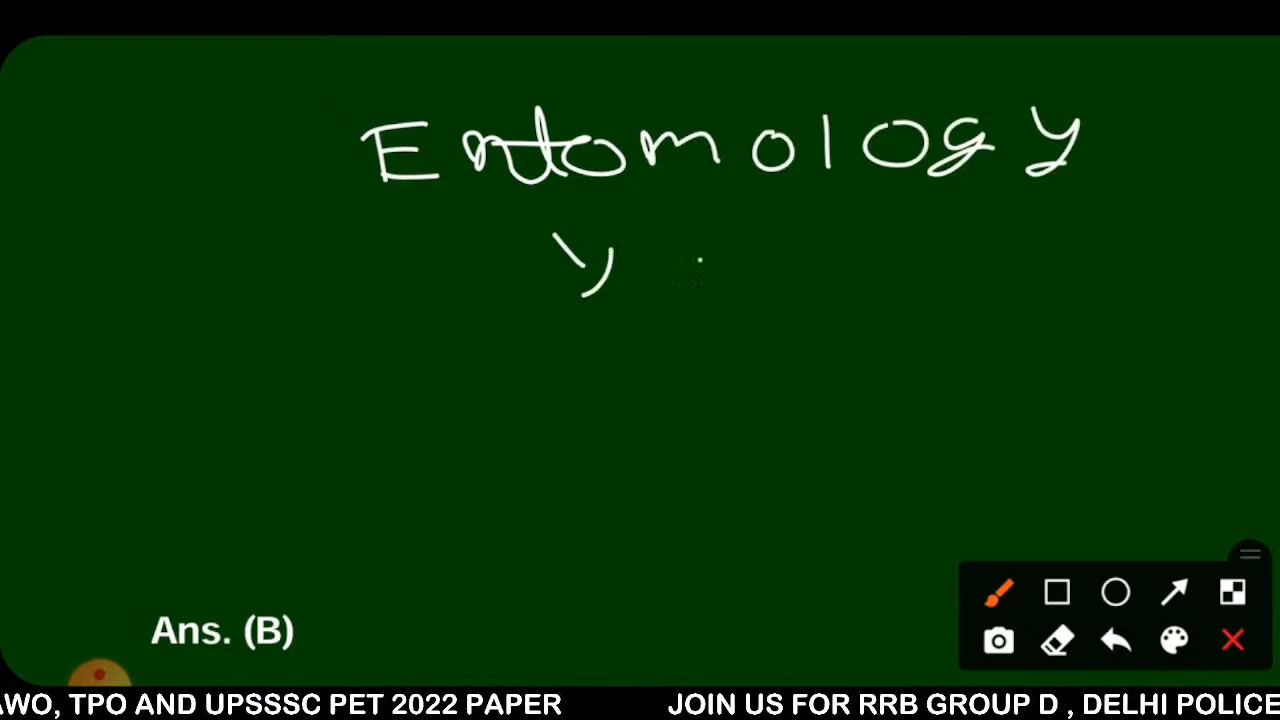 Entomology
Ans. (B)
AWO, TPO AND UPSSSC PET 2022 PAPER JOIN US FOR RRB GROUP D , DELHI POLICE